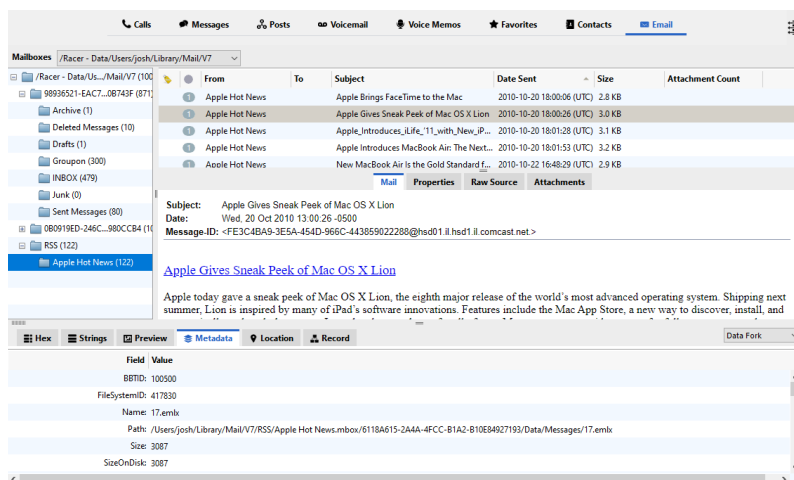 Calls Messages Posts Voicemail Voice Memos Favorites Contacts Email
Mailboxes /Racer - Data/Users/josh/Library/Mail/V7
/Racer - Data/Us.../Mail/V7 (100
98936521-EAC7...0B743F (871)
Archive (1)
Deleted Messages (10)
Drafts (1)
Groupon (300)
INBOX (479)
Junk (0)
Sent Messages (80)
0B0919ED-246C...980CCB4 (10
RSS (122)
Apple Hot News (122)
From To Subject Date Sent Size Attachment Count
1 Apple Hot News Apple Brings FaceTime to the Mac 2010-10-20 18:00:06 (UTC) 2.8 KB
1 Apple Hot News Apple Gives Sneak Peek of Mac OS X Lion 2010-10-20 18:00:26 (UTC) 3.0 KB
1 Apple Hot News Apple_Introduces_iLife_'11_with_New_iP... 2010-10-20 18:01:28 (UTC) 3.1 KB
1 Apple Hot News Apple Introduces MacBook Air: The Next... 2010-10-20 18:01:53 (UTC) 3.2 KB
1 Apple Hot News New MacBook Air Is the Gold Standard f... 2010-10-22 16:48:29 (UTC) 2.9 KB
Mail Properties Raw Source Attachments
Subject: Apple Gives Sneak Peek of Mac OS X Lion
Date: Wed, 20 Oct 2010 13:00:26 -0500
Message-ID: <FE3C4BA9-3E5A-454D-966C-443859022288@hsd01.il.hsd1.il.comcast.net.>
Apple Gives Sneak Peek of Mac OS X Lion
Apple today gave a sneak peek of Mac OS X Lion, the eighth major release of the world's most advanced operating system. Shipping next
summer, Lion is inspired by many of iPad's software innovations. Features include the Mac App Store, a new way to discover, install, and
Hex Strings Preview Metadata Location Record Data Fork
Field Value
BBTID: 100500
FileSystemID: 417830
Name: 17.emlx
Path: /Users/josh/Library/Mail/V7/RSS/Apple Hot News.mbox/6118A615-2A4A-4FCC-B1A2-B10E84927193/Data/Messages/17.emlx
Size: 3087
SizeOnDisk: 3087